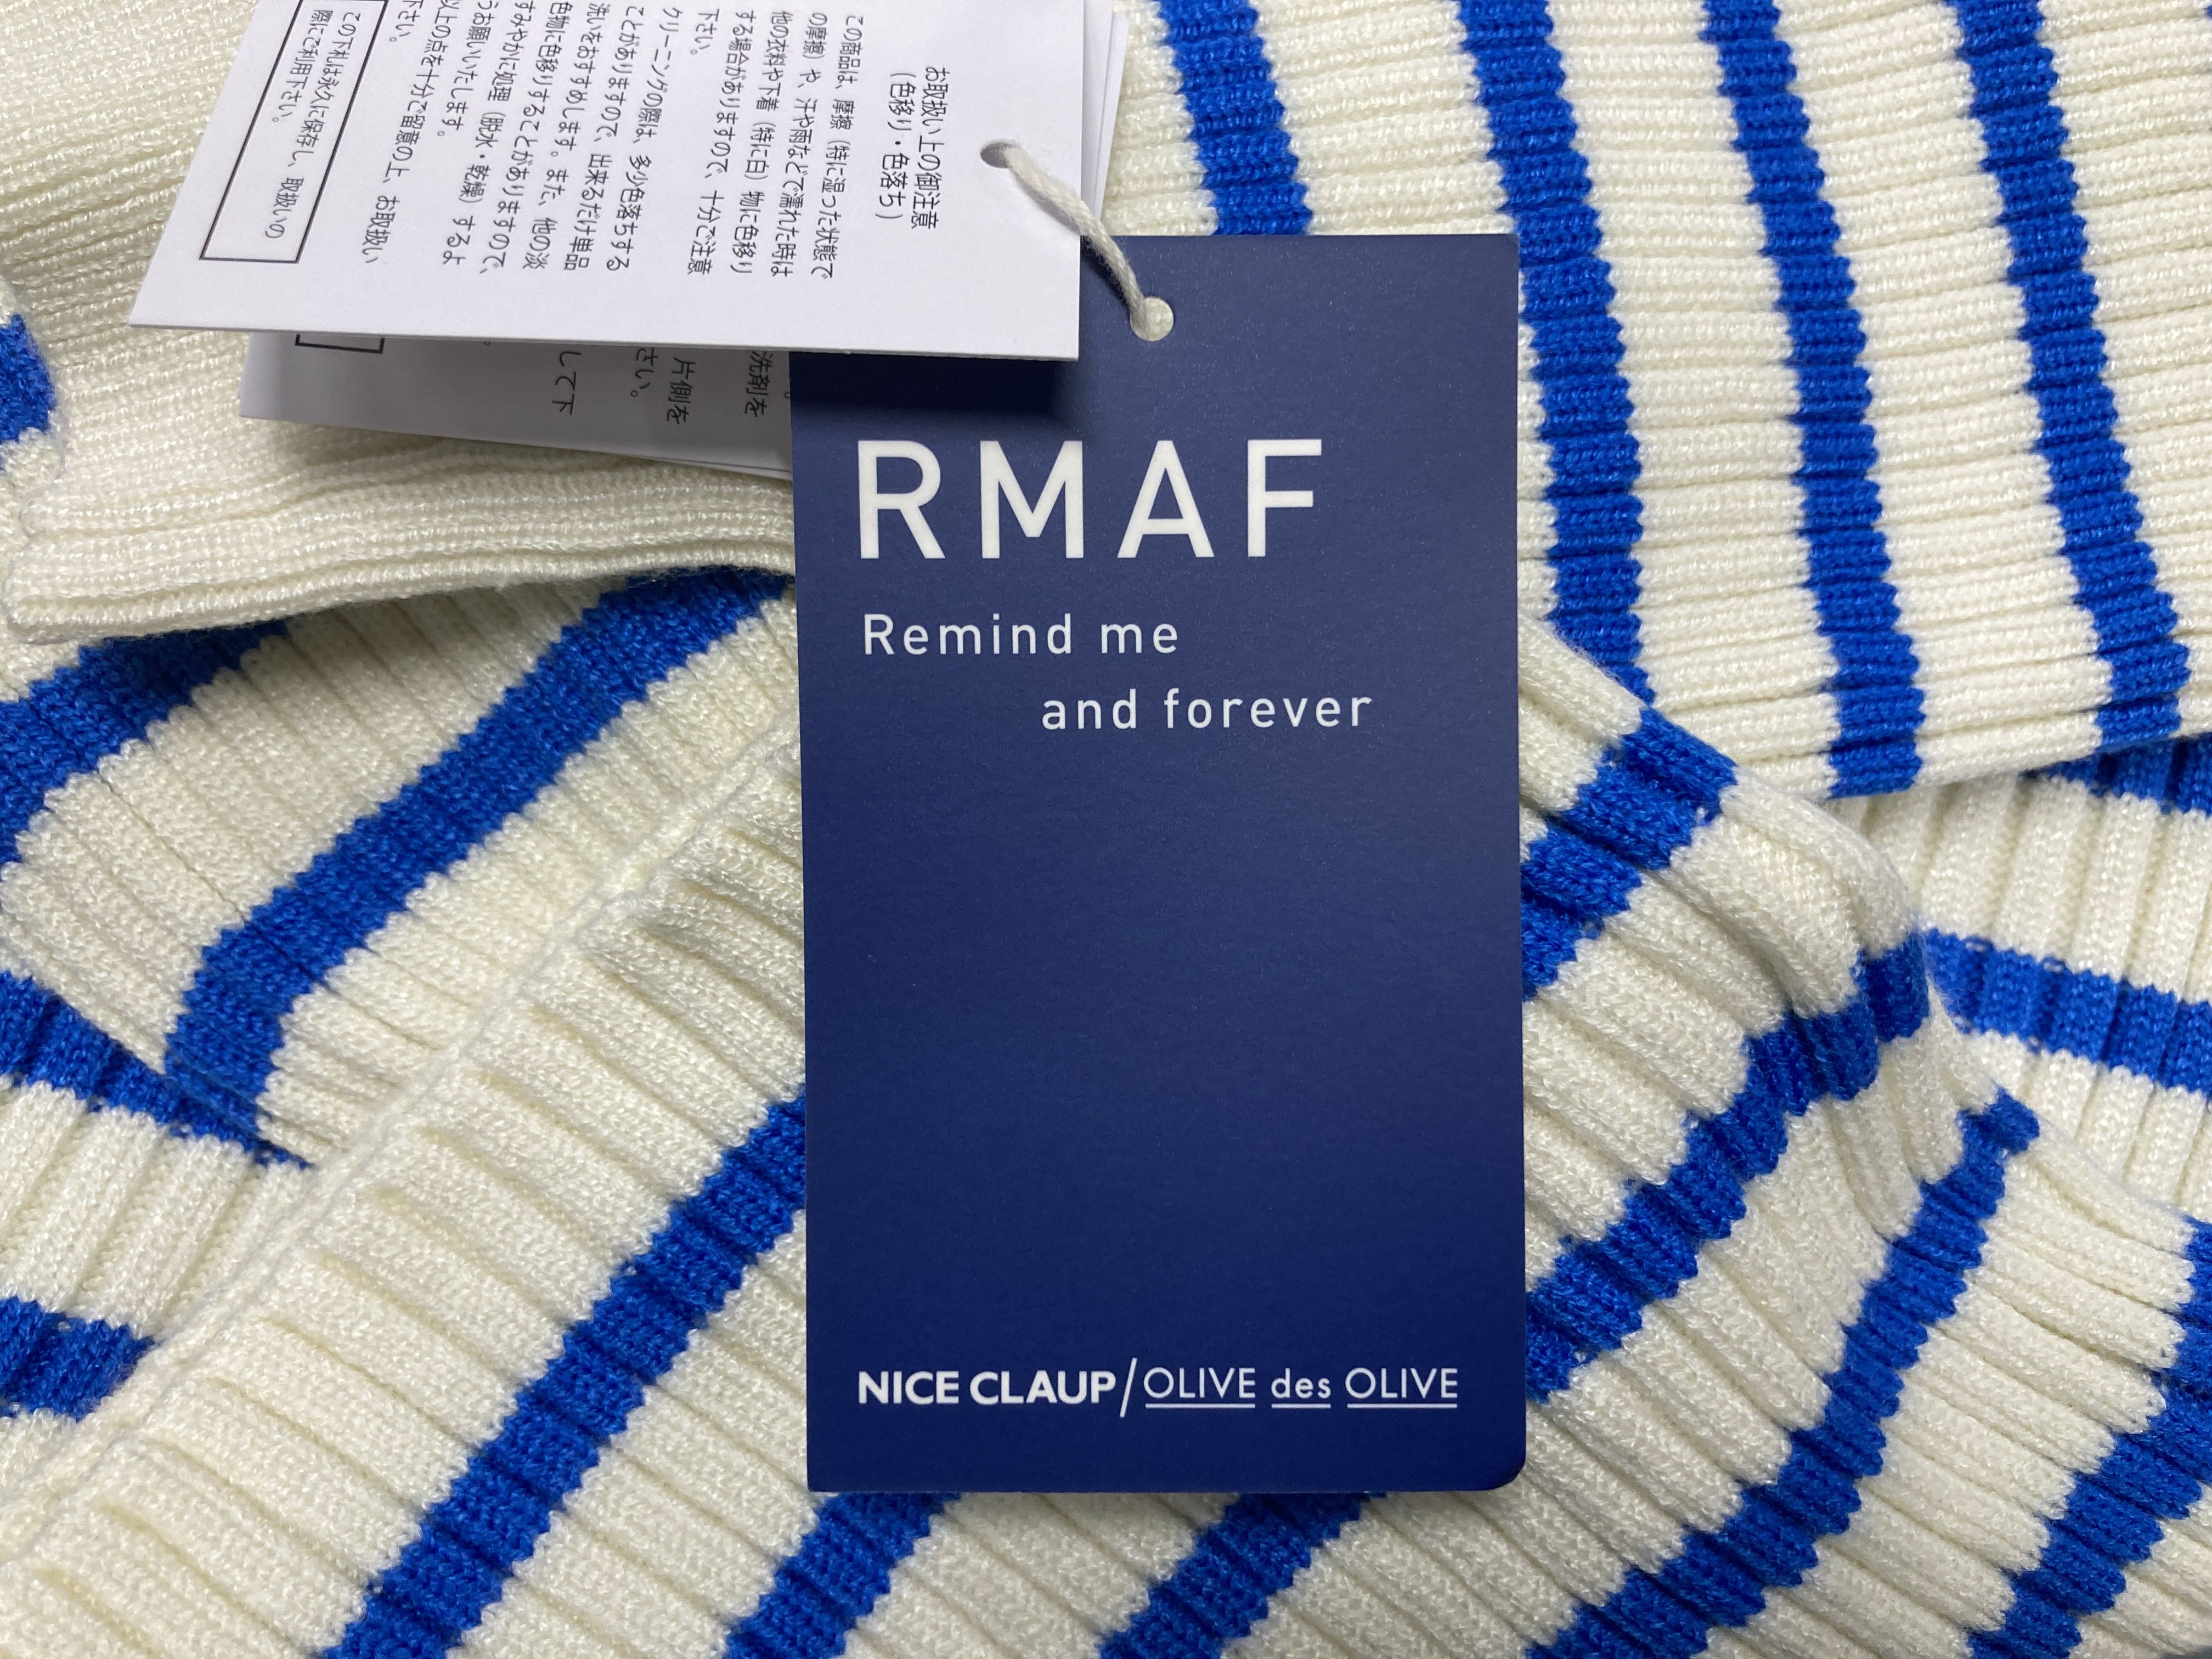 お取扱い上の御注意
(色移り・色落ち)
この商品は、摩擦(特に湿った状態で
の摩擦)や、汗や雨などで濡れた時は
他の衣料や下着(特に白)物に色移り
する場合がありますので、十分ご注意
下さい。
クリーニングの際は、多少色落ちする
ことがありますので、出来るだけ単品
洗いをおすすめします。また、他の淡
色物に色移りすることがありますので、
すみやかに処理(脱水・乾燥)するよ
うお願いいたします。
以上の点を十分ご留意の上、お取扱い
下さい。
この下札は永久に保存し、取扱いの
際にご利用下さい。
洗剤を
片側を
さい。
して下
RMAF
Remind me
and forever
NICE CLAUP/OLIVE des OLIVE